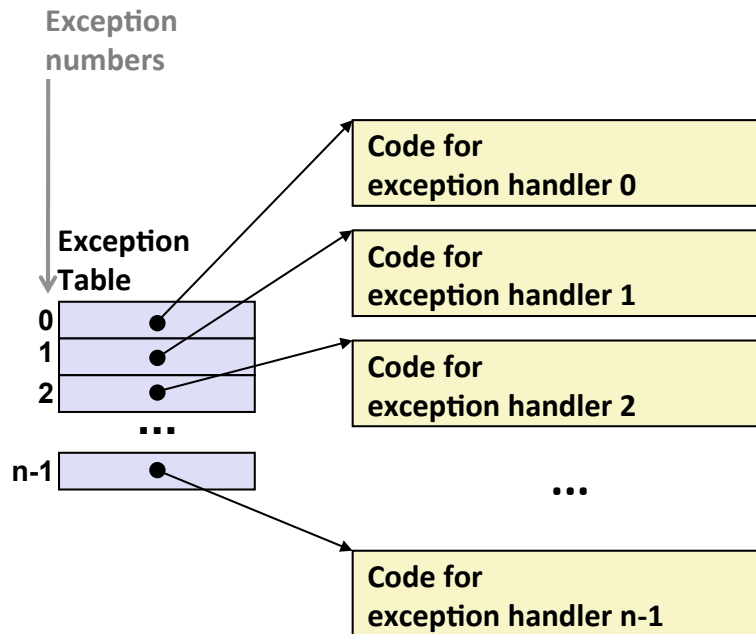 Exception
numbers
Exception
Table
0
1
2
...
n-1
Code for
exception handler 0
Code for
exception handler 1
Code for
exception handler 2
...
Code for
exception handler n-1